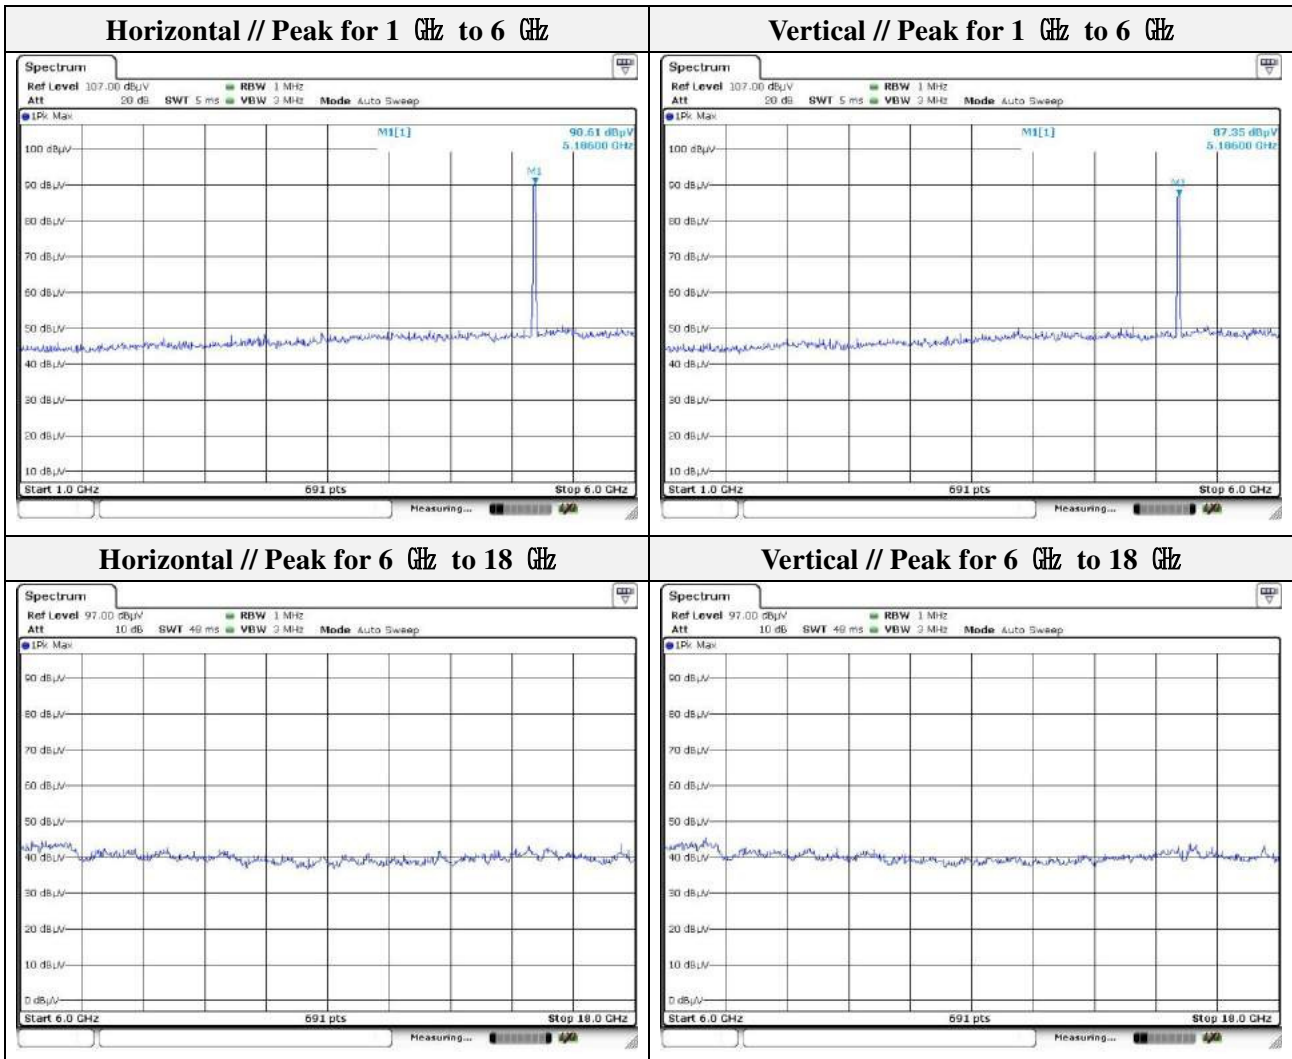 Horizontal // Peak for 1 ㎓ to 6 ㎓
Vertical // Peak for 1 ㎓ to 6 ㎓
Spectrum
Ref Level 107.00 dBµV RBW 1 MHz
Att 20 dB SWT 5 ms VBW 3 MHz Mode Auto Sweep
1Pk Max
M1[1] 90.61 dBµV
5.18600 GHz
M1
100 dBµV
90 dBµV
80 dBµV
70 dBµV
60 dBµV
50 dBµV
40 dBµV
30 dBµV
20 dBµV
10 dBµV
Start 1.0 GHz 691 pts Stop 6.0 GHz
Measuring...
Spectrum
Ref Level 107.00 dBµV RBW 1 MHz
Att 20 dB SWT 5 ms VBW 3 MHz Mode Auto Sweep
1Pk Max
M1[1] 87.35 dBµV
5.18600 GHz
M1
100 dBµV
90 dBµV
80 dBµV
70 dBµV
60 dBµV
50 dBµV
40 dBµV
30 dBµV
20 dBµV
10 dBµV
Start 1.0 GHz 691 pts Stop 6.0 GHz
Measuring...
Horizontal // Peak for 6 ㎓ to 18 ㎓
Vertical // Peak for 6 ㎓ to 18 ㎓
Spectrum
Ref Level 97.00 dBµV RBW 1 MHz
Att 10 dB SWT 48 ms VBW 3 MHz Mode Auto Sweep
1Pk Max
90 dBµV
80 dBµV
70 dBµV
60 dBµV
50 dBµV
40 dBµV
30 dBµV
20 dBµV
10 dBµV
0 dBµV
Start 6.0 GHz 691 pts Stop 18.0 GHz
Measuring...
Spectrum
Ref Level 97.00 dBµV RBW 1 MHz
Att 10 dB SWT 48 ms VBW 3 MHz Mode Auto Sweep
1Pk Max
90 dBµV
80 dBµV
70 dBµV
60 dBµV
50 dBµV
40 dBµV
30 dBµV
20 dBµV
10 dBµV
0 dBµV
Start 6.0 GHz 691 pts Stop 18.0 GHz
Measuring...